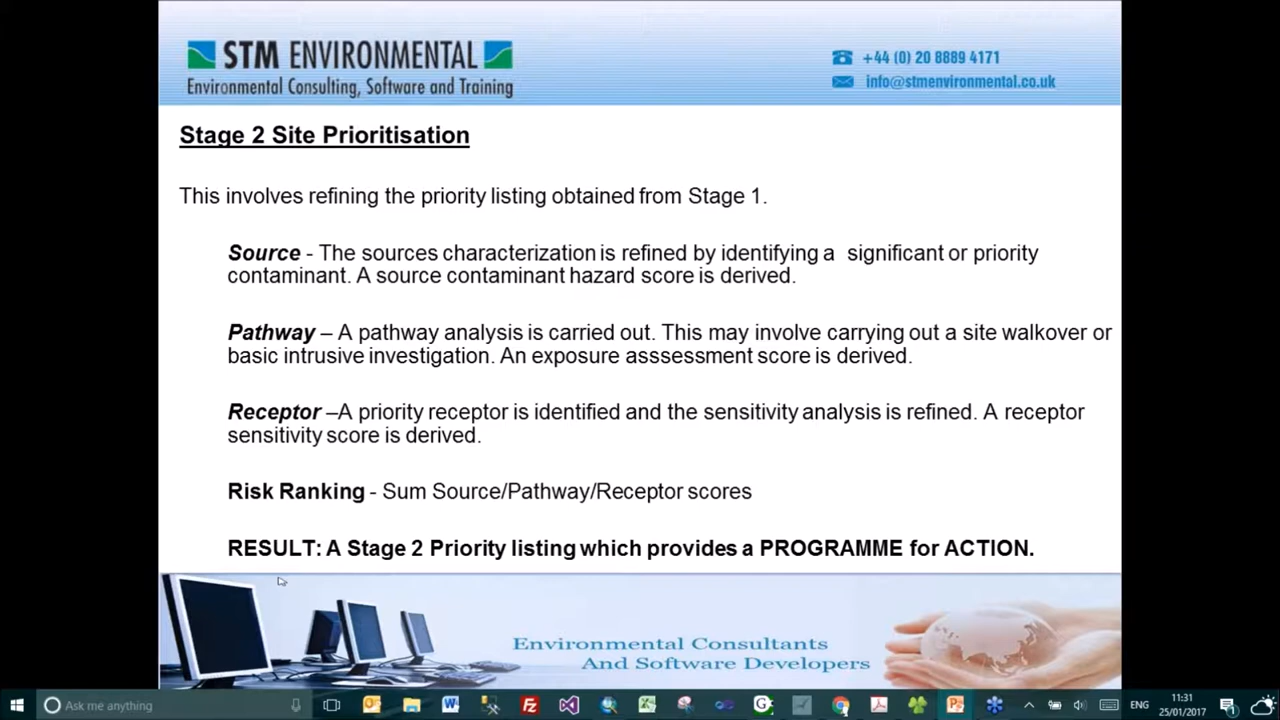 STM ENVIRONMENTAL
Environmental Consulting, Software and Training
+44 (0) 20 8889 4171
info@stmenvironmental.co.uk
Stage 2 Site Prioritisation
This involves refining the priority listing obtained from Stage 1.
Source - The sources characterization is refined by identifying a significant or priority
contaminant. A source contaminant hazard score is derived.
Pathway – A pathway analysis is carried out. This may involve carrying out a site walkover or
basic intrusive investigation. An exposure asssessment score is derived.
Receptor –A priority receptor is identified and the sensitivity analysis is refined. A receptor
sensitivity score is derived.
Risk Ranking - Sum Source/Pathway/Receptor scores
RESULT: A Stage 2 Priority listing which provides a PROGRAMME for ACTION.
Environmental Consultants
And Software Developers
Ask me anything
ENG
11:31
25/01/2017